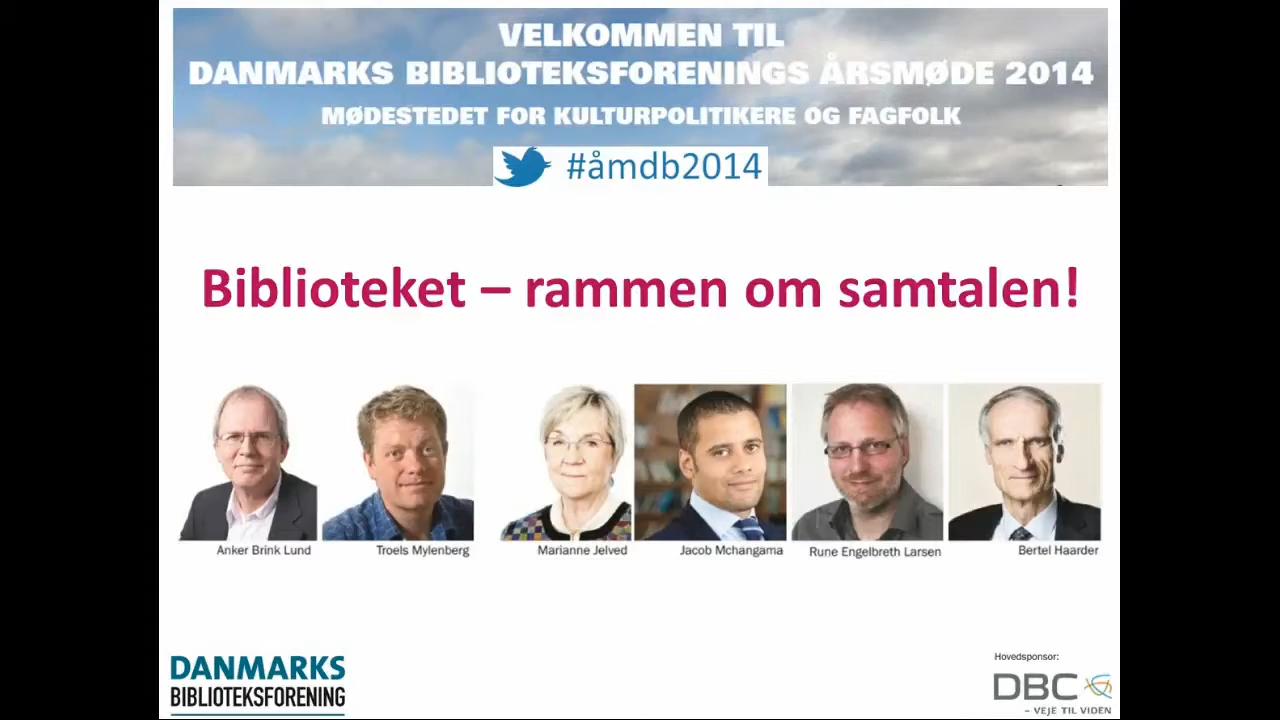 VELKOMMEN TIL
DANMARKS BIBLIOTEKSFORENINGS ÅRSMØDE 2014
MØDESTEDET FOR KULTURPOLITIKERE OG FAGFOLK
#åmdb2014
Biblioteket – rammen om samtalen!
Anker Brink Lund
Troels Mylenberg
Marianne Jelved
Jacob Mchangama
Rune Engelbreth Larsen
Bertel Haarder
DANMARKS
BIBLIOTEKSFORENING
Hovedsponsor:
DBC
– VEJE TIL VIDEN